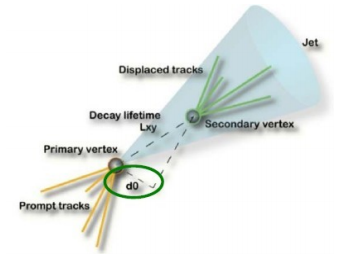 Jet
Displaced tracks
Decay lifetime
Lxy
Secondary vertex
Primary vertex
d0
Prompt tracks